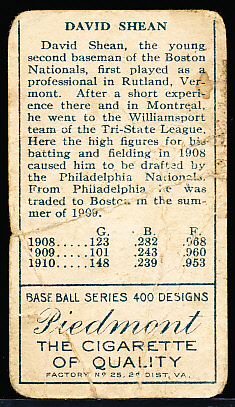 DAVID SHEAN
David Shean, the young
second baseman of the Boston
Nationals, first played as a
professional in Rutland, Ver-
mont. After a short experi-
ence there and in Montreal,
he went to the Williamsport
team of the Tri-State League.
Here the high figures for his
batting and fielding in 1908
caused him to be drafted by
the Philadelphia Nationals.
From Philadelphia he was
traded to Boston in the sum-
mer of 1909.
G. B. F.
1908.....123 .282 .968
1909.....101 .243 .960
1910.....148 .239 .953
BASE BALL SERIES 400 DESIGNS
Piedmont
THE CIGARETTE
OF QUALITY
FACTORY Nº 25, 2ᴰ DIST, VA.